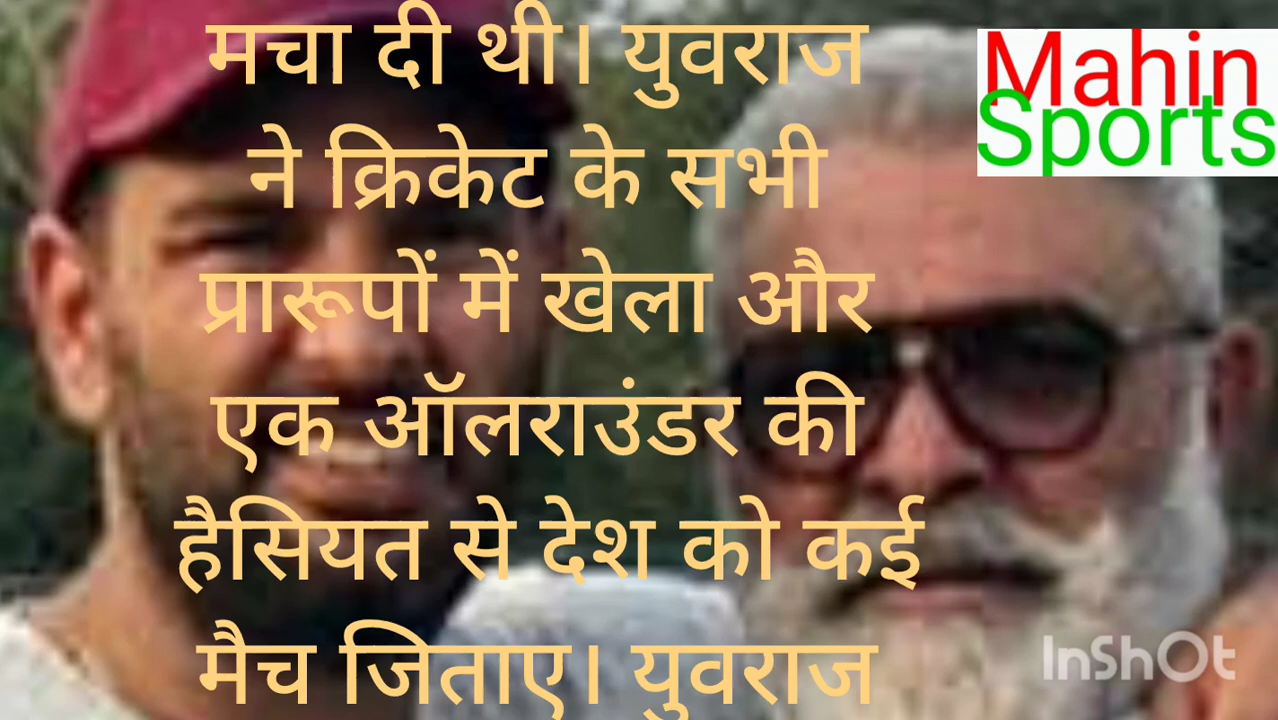 मचा दी थी। युवराज
ने क्रिकेट के सभी
प्रारूपों में खेला और
एक ऑलराउंडर की
हैसियत से देश को कई
मैच जिताए। युवराज
Mahin
Sports
InShOt